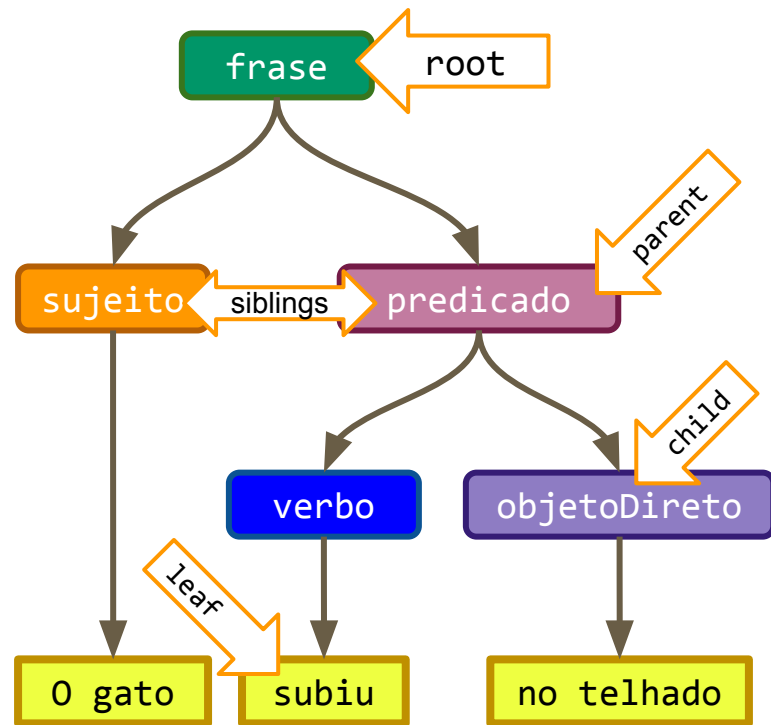 frase
root
parent
sujeito
siblings
predicado
child
verbo
objetoDireto
leaf
O gato
subiu
no telhado